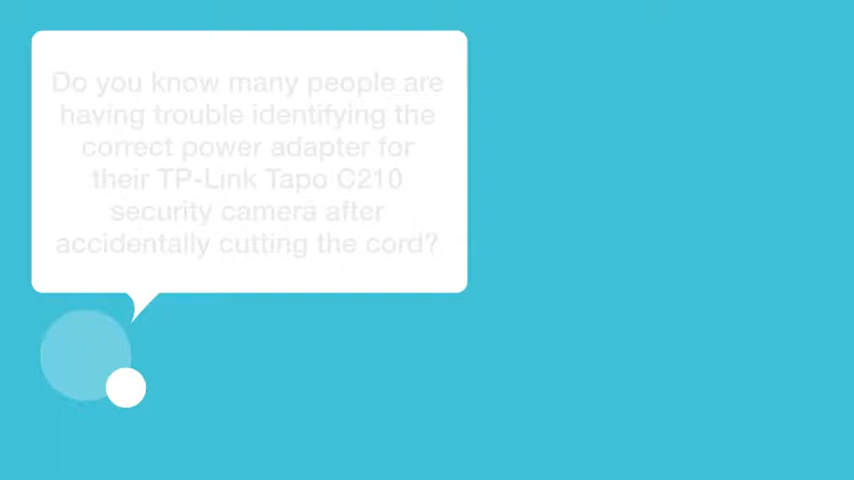 Do you know many people are
having trouble identifying the
correct power adapter for
their TP-Link Tapo C210
security camera after
accidentally cutting the cord?